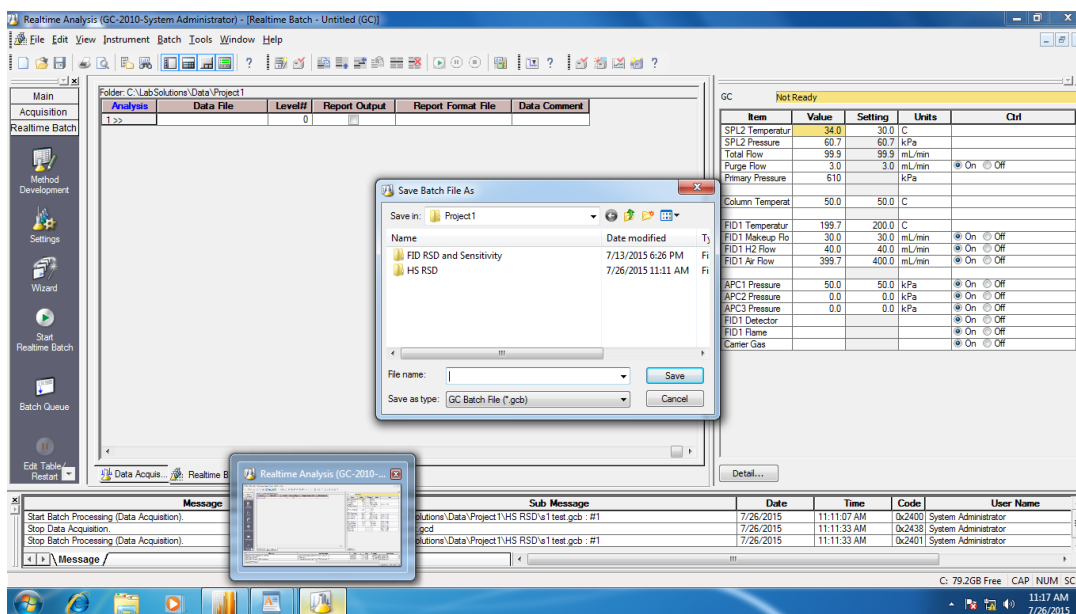 Realtime Analysis (GC-2010-System Administrator) - [Realtime Batch - Untitled (GC)]
File Edit View Instrument Batch Tools Window Help
Main
Acquisition
Realtime Batch
Method
Development
Settings
Wizard
Start
Realtime Batch
Batch Queue
Edit Table/
Restart
Folder: C:\LabSolutions\Data\Project1
Analysis Data File Level# Report Output Report Format File Data Comment
1 >> 0
Data Acquis... Realtime B
Save Batch File As
Save in: Project1
Name Date modified Ty
FID RSD and Sensitivity 7/13/2015 6:26 PM Fi
HS RSD 7/26/2015 11:11 AM Fi
File name: Save
Save as type: GC Batch File (*.gcb) Cancel
GC Not Ready
Item Value Setting Units Ctrl
SPL2 Temperatur 34.0 30.0 C
SPL2 Pressure 60.7 60.7 kPa
Total Flow 99.9 99.9 mL/min
Purge Flow 3.0 3.0 mL/min On Off
Primary Pressure 610 kPa
Column Temperat 50.0 50.0 C
FID1 Temperatur 199.7 200.0 C
FID1 Makeup Flo 30.0 30.0 mL/min On Off
FID1 H2 Flow 40.0 40.0 mL/min On Off
FID1 Air Flow 399.7 400.0 mL/min On Off
APC1 Pressure 50.0 50.0 kPa On Off
APC2 Pressure 0.0 0.0 kPa On Off
APC3 Pressure 0.0 0.0 kPa On Off
FID1 Detector On Off
FID1 Flame On Off
Carrier Gas On Off
Detail...
Realtime Analysis (GC-2010-...
Message Sub Message Date Time Code User Name
Start Batch Processing (Data Acquisition). olutions\Data\Project1\HS RSD\s1 test.gcb : #1 7/26/2015 11:11:07 AM 0x2400 System Administrator
Stop Data Acquisition. .gcd 7/26/2015 11:11:33 AM 0x2438 System Administrator
Stop Batch Processing (Data Acquisition). olutions\Data\Project1\HS RSD\s1 test.gcb : #1 7/26/2015 11:11:33 AM 0x2401 System Administrator
Message
C: 79.2GB Free CAP NUM SC
11:17 AM
7/26/2015